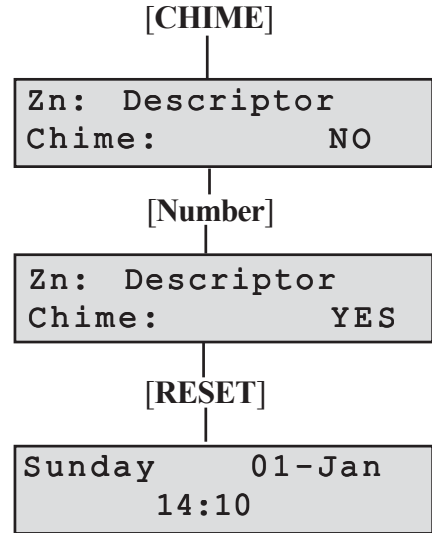 [CHIME]
Zn: Descriptor
Chime: NO
[Number]
Zn: Descriptor
Chime: YES
[RESET]
Sunday 01-Jan
14:10